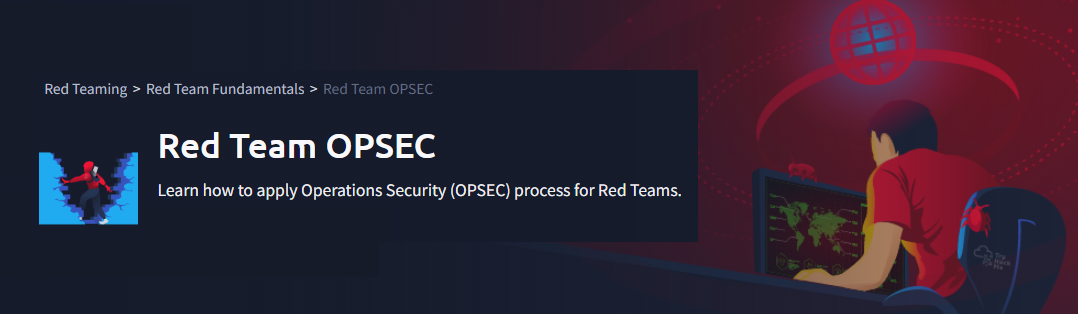 Red Teaming > Red Team Fundamentals > Red Team OPSEC
Red Team OPSEC
Learn how to apply Operations Security (OPSEC) process for Red Teams.